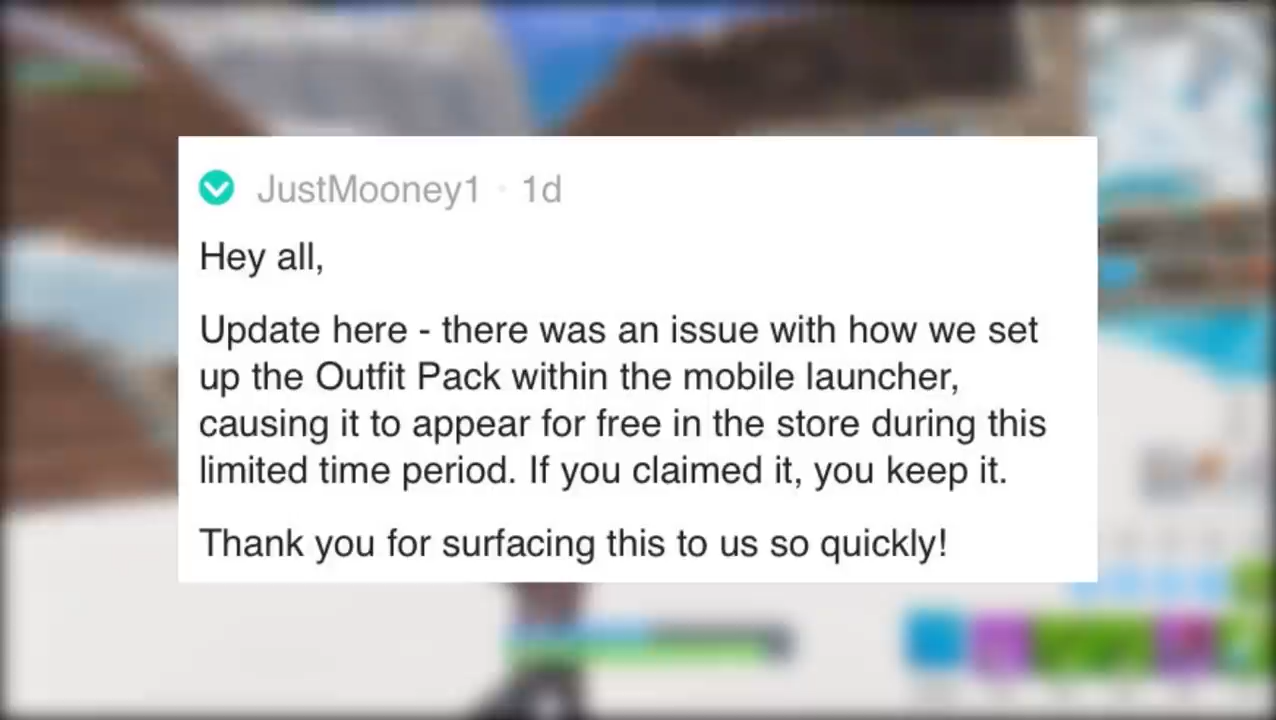 JustMooney1 · 1d
Hey all,
Update here - there was an issue with how we set
up the Outfit Pack within the mobile launcher,
causing it to appear for free in the store during this
limited time period. If you claimed it, you keep it.
Thank you for surfacing this to us so quickly!